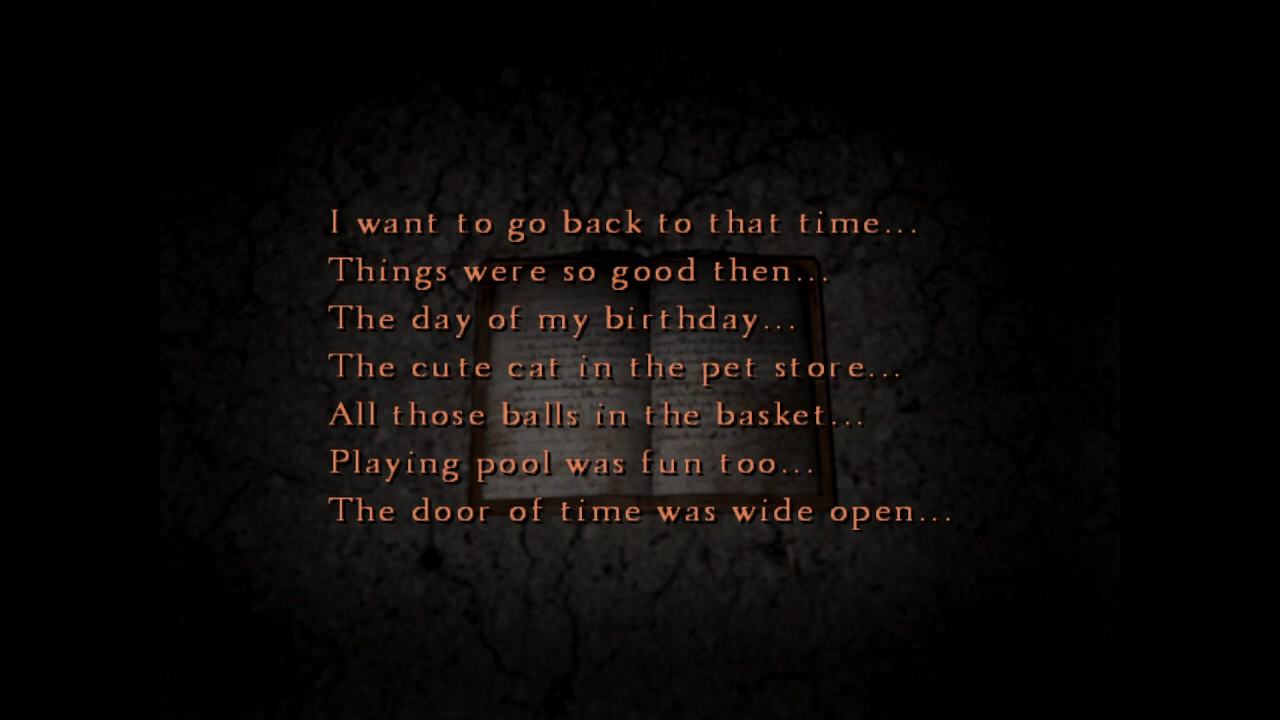 I want to go back to that time...
Things were so good then...
The day of my birthday...
The cute cat in the pet store...
All those balls in the basket...
Playing pool was fun too...
The door of time was wide open...